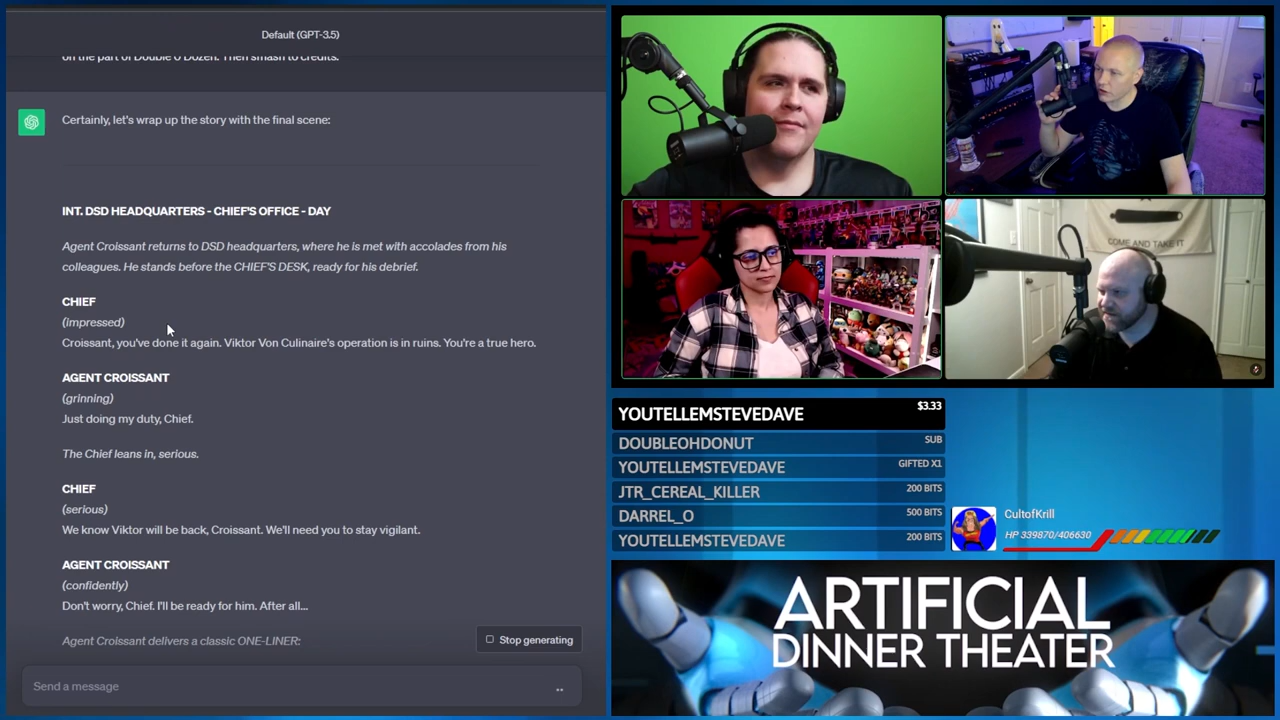 Default (GPT-3.5)
on the part of Double 0 Dozen. Then smash to credits.
Certainly, let's wrap up the story with the final scene:
INT. DSD HEADQUARTERS - CHIEF'S OFFICE - DAY
Agent Croissant returns to DSD headquarters, where he is met with accolades from his
colleagues. He stands before the CHIEF'S DESK, ready for his debrief.
CHIEF
(impressed)
Croissant, you've done it again. Viktor Von Culinaire's operation is in ruins. You're a true hero.
AGENT CROISSANT
(grinning)
Just doing my duty, Chief.
The Chief leans in, serious.
CHIEF
(serious)
We know Viktor will be back, Croissant. We'll need you to stay vigilant.
AGENT CROISSANT
(confidently)
Don't worry, Chief. I'll be ready for him. After all...
Agent Croissant delivers a classic ONE-LINER:
Stop generating
Send a message
COME AND TAKE IT
YOUTELLEMSTEVEDAVE $3.33
DOUBLEOHDONUT SUB
YOUTELLEMSTEVEDAVE GIFTED X1
JTR_CEREAL_KILLER 200 BITS
DARREL_O 500 BITS
YOUTELLEMSTEVEDAVE 200 BITS
CultofKrill
HP 339870/406630
ARTIFICIAL
DINNER THEATER